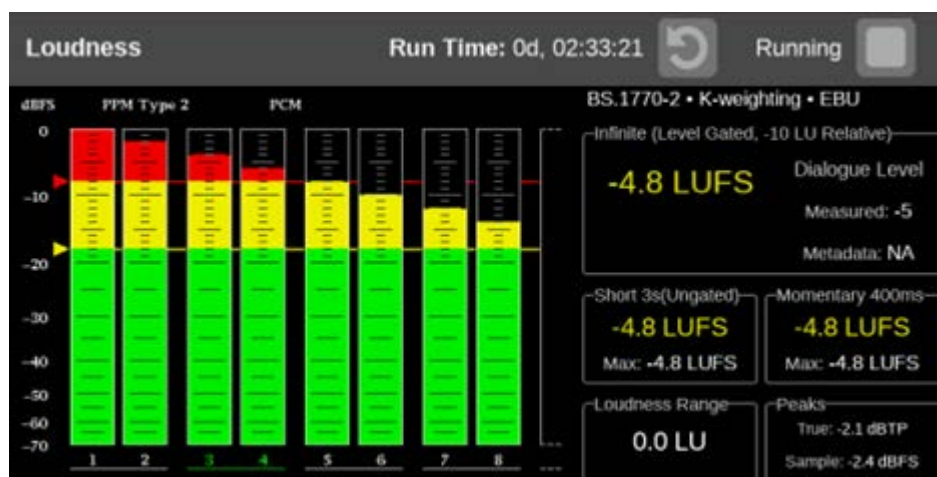 Loudness
Run Time: 0d, 02:33:21
Running
dBFS PPM Type 2 PCM
BS.1770-2 • K-weighting • EBU
0
-10
-20
-30
-40
-50
-60
-70
1 2 3 4 5 6 7 8
Infinite (Level Gated, -10 LU Relative)
-4.8 LUFS
Dialogue Level
Measured: -5
Metadata: NA
Short 3s(Ungated)
-4.8 LUFS
Max: -4.8 LUFS
Momentary 400ms
-4.8 LUFS
Max: -4.8 LUFS
Loudness Range
0.0 LU
Peaks
True: -2.1 dBTP
Sample: -2.4 dBFS